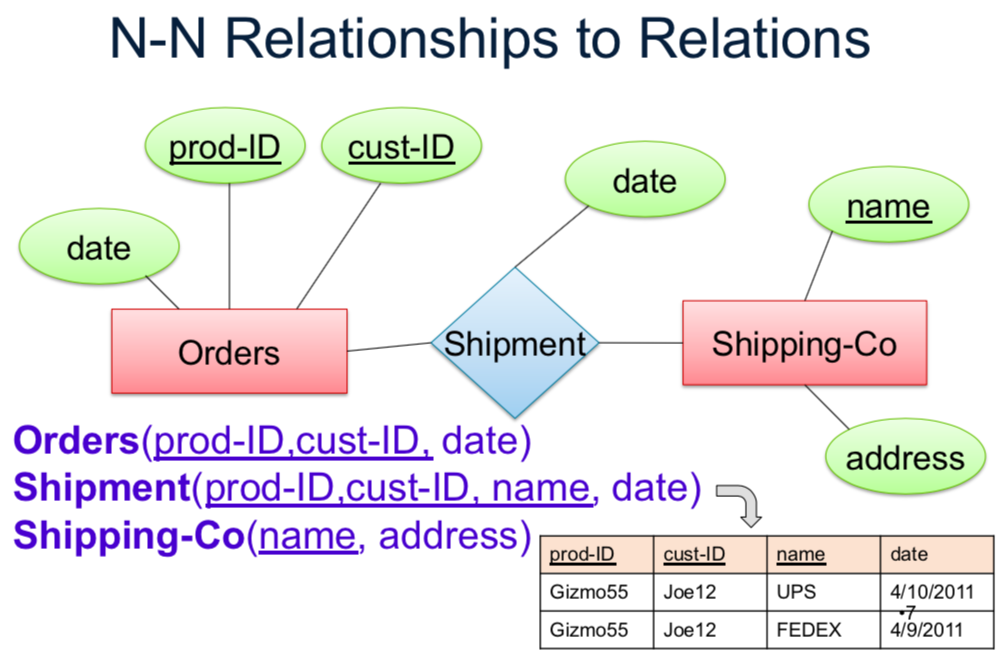 N-N Relationships to Relations
prod-ID
cust-ID
date
name
date
Orders
Shipment
Shipping-Co
address
Orders(prod-ID,cust-ID, date)
Shipment(prod-ID,cust-ID, name, date)
Shipping-Co(name, address)
prod-ID cust-ID name date
Gizmo55 Joe12 UPS 4/10/2011
•7
Gizmo55 Joe12 FEDEX 4/9/2011